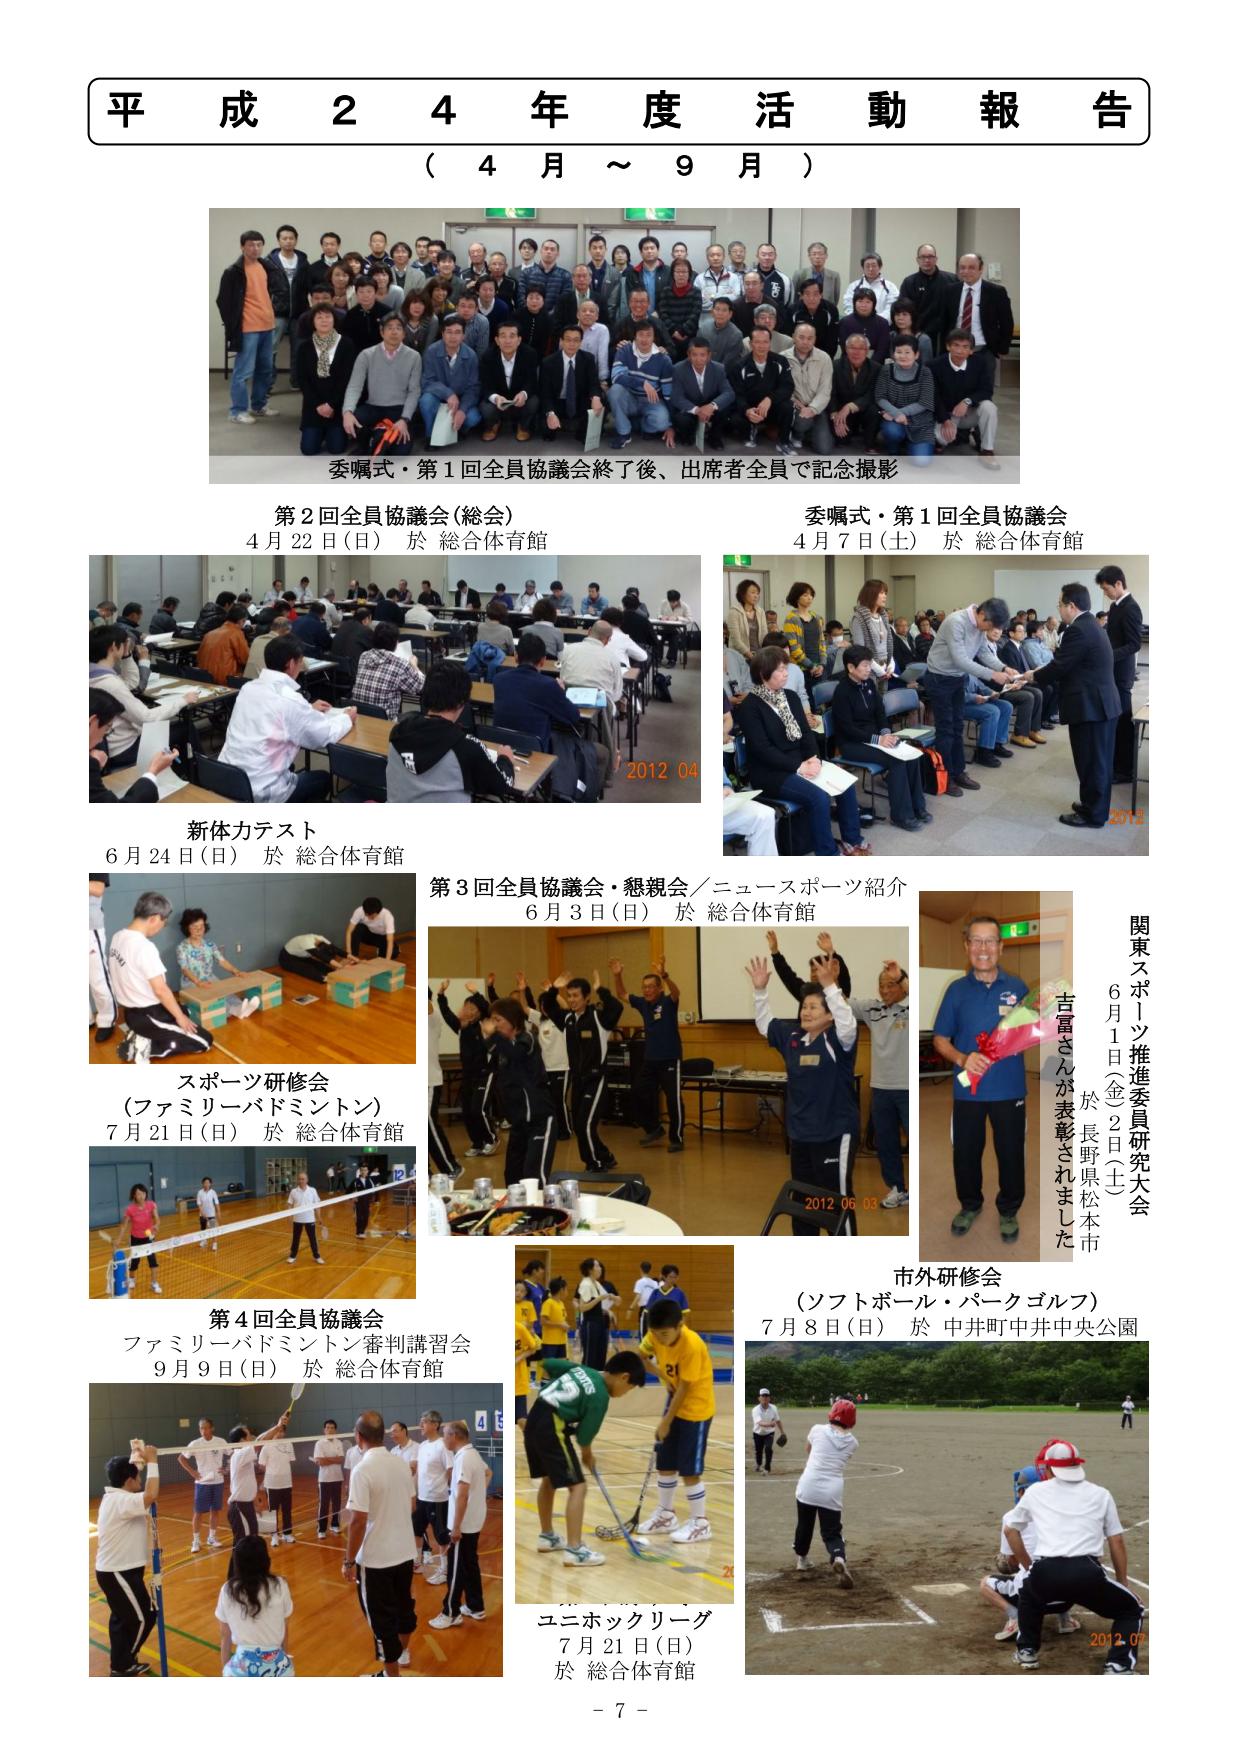 平成２４年度活動報告
（４月～９月）
委嘱式・第１回全員協議会終了後、出席者全員で記念撮影
第２回全員協議会（総会）
４月22日（日）　於 総合体育館
2012 04
委嘱式・第１回全員協議会
４月７日（土）　於 総合体育館
2012
新体力テスト
６月24日（日）　於 総合体育館
第３回全員協議会・懇親会／ニュースポーツ紹介
６月３日（日）　於 総合体育館
2012 06 03
関東スポーツ推進委員研究大会
６月１日（金）２日（土）
於 長野県松本市
吉冨さんが表彰されました
スポーツ研修会
（ファミリーバドミントン）
７月21日（日）　於 総合体育館
12
第４回全員協議会
ファミリーバドミントン審判講習会
９月９日（日）　於 総合体育館
4 5
21
12
20
ユニホックリーグ
７月21日（日）
於 総合体育館
市外研修会
（ソフトボール・パークゴルフ）
７月８日（日）　於 中井町中井中央公園
2012 07
－ 7 －